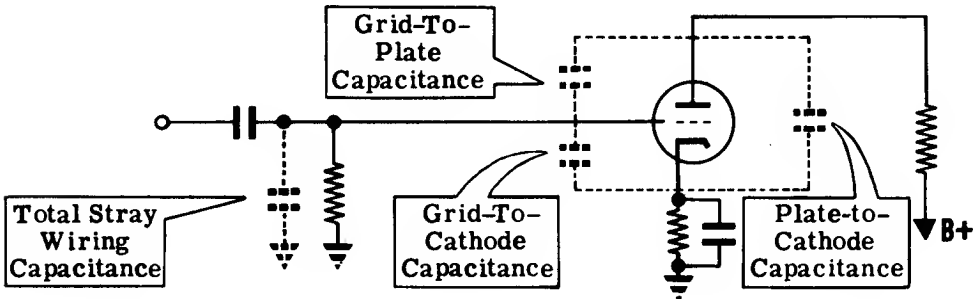 Grid-To-
Plate
Capacitance
Total Stray
Wiring
Capacitance
Grid-To-
Cathode
Capacitance
Plate-to-
Cathode
Capacitance
B+